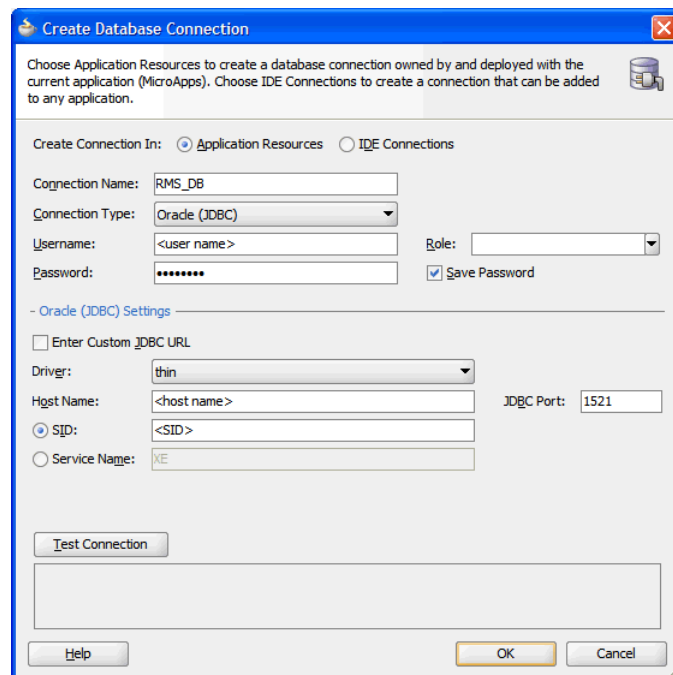 Create Database Connection
Choose Application Resources to create a database connection owned by and deployed with the
current application (MicroApps). Choose IDE Connections to create a connection that can be added
to any application.
Create Connection In: Application Resources IDE Connections
Connection Name: RMS_DB
Connection Type: Oracle (JDBC)
Username: <user name> Role:
Password: •••••••• Save Password
Oracle (JDBC) Settings
Enter Custom JDBC URL
Driver: thin
Host Name: <host name> JDBC Port: 1521
SID: <SID>
Service Name: XE
Test Connection
Help OK Cancel